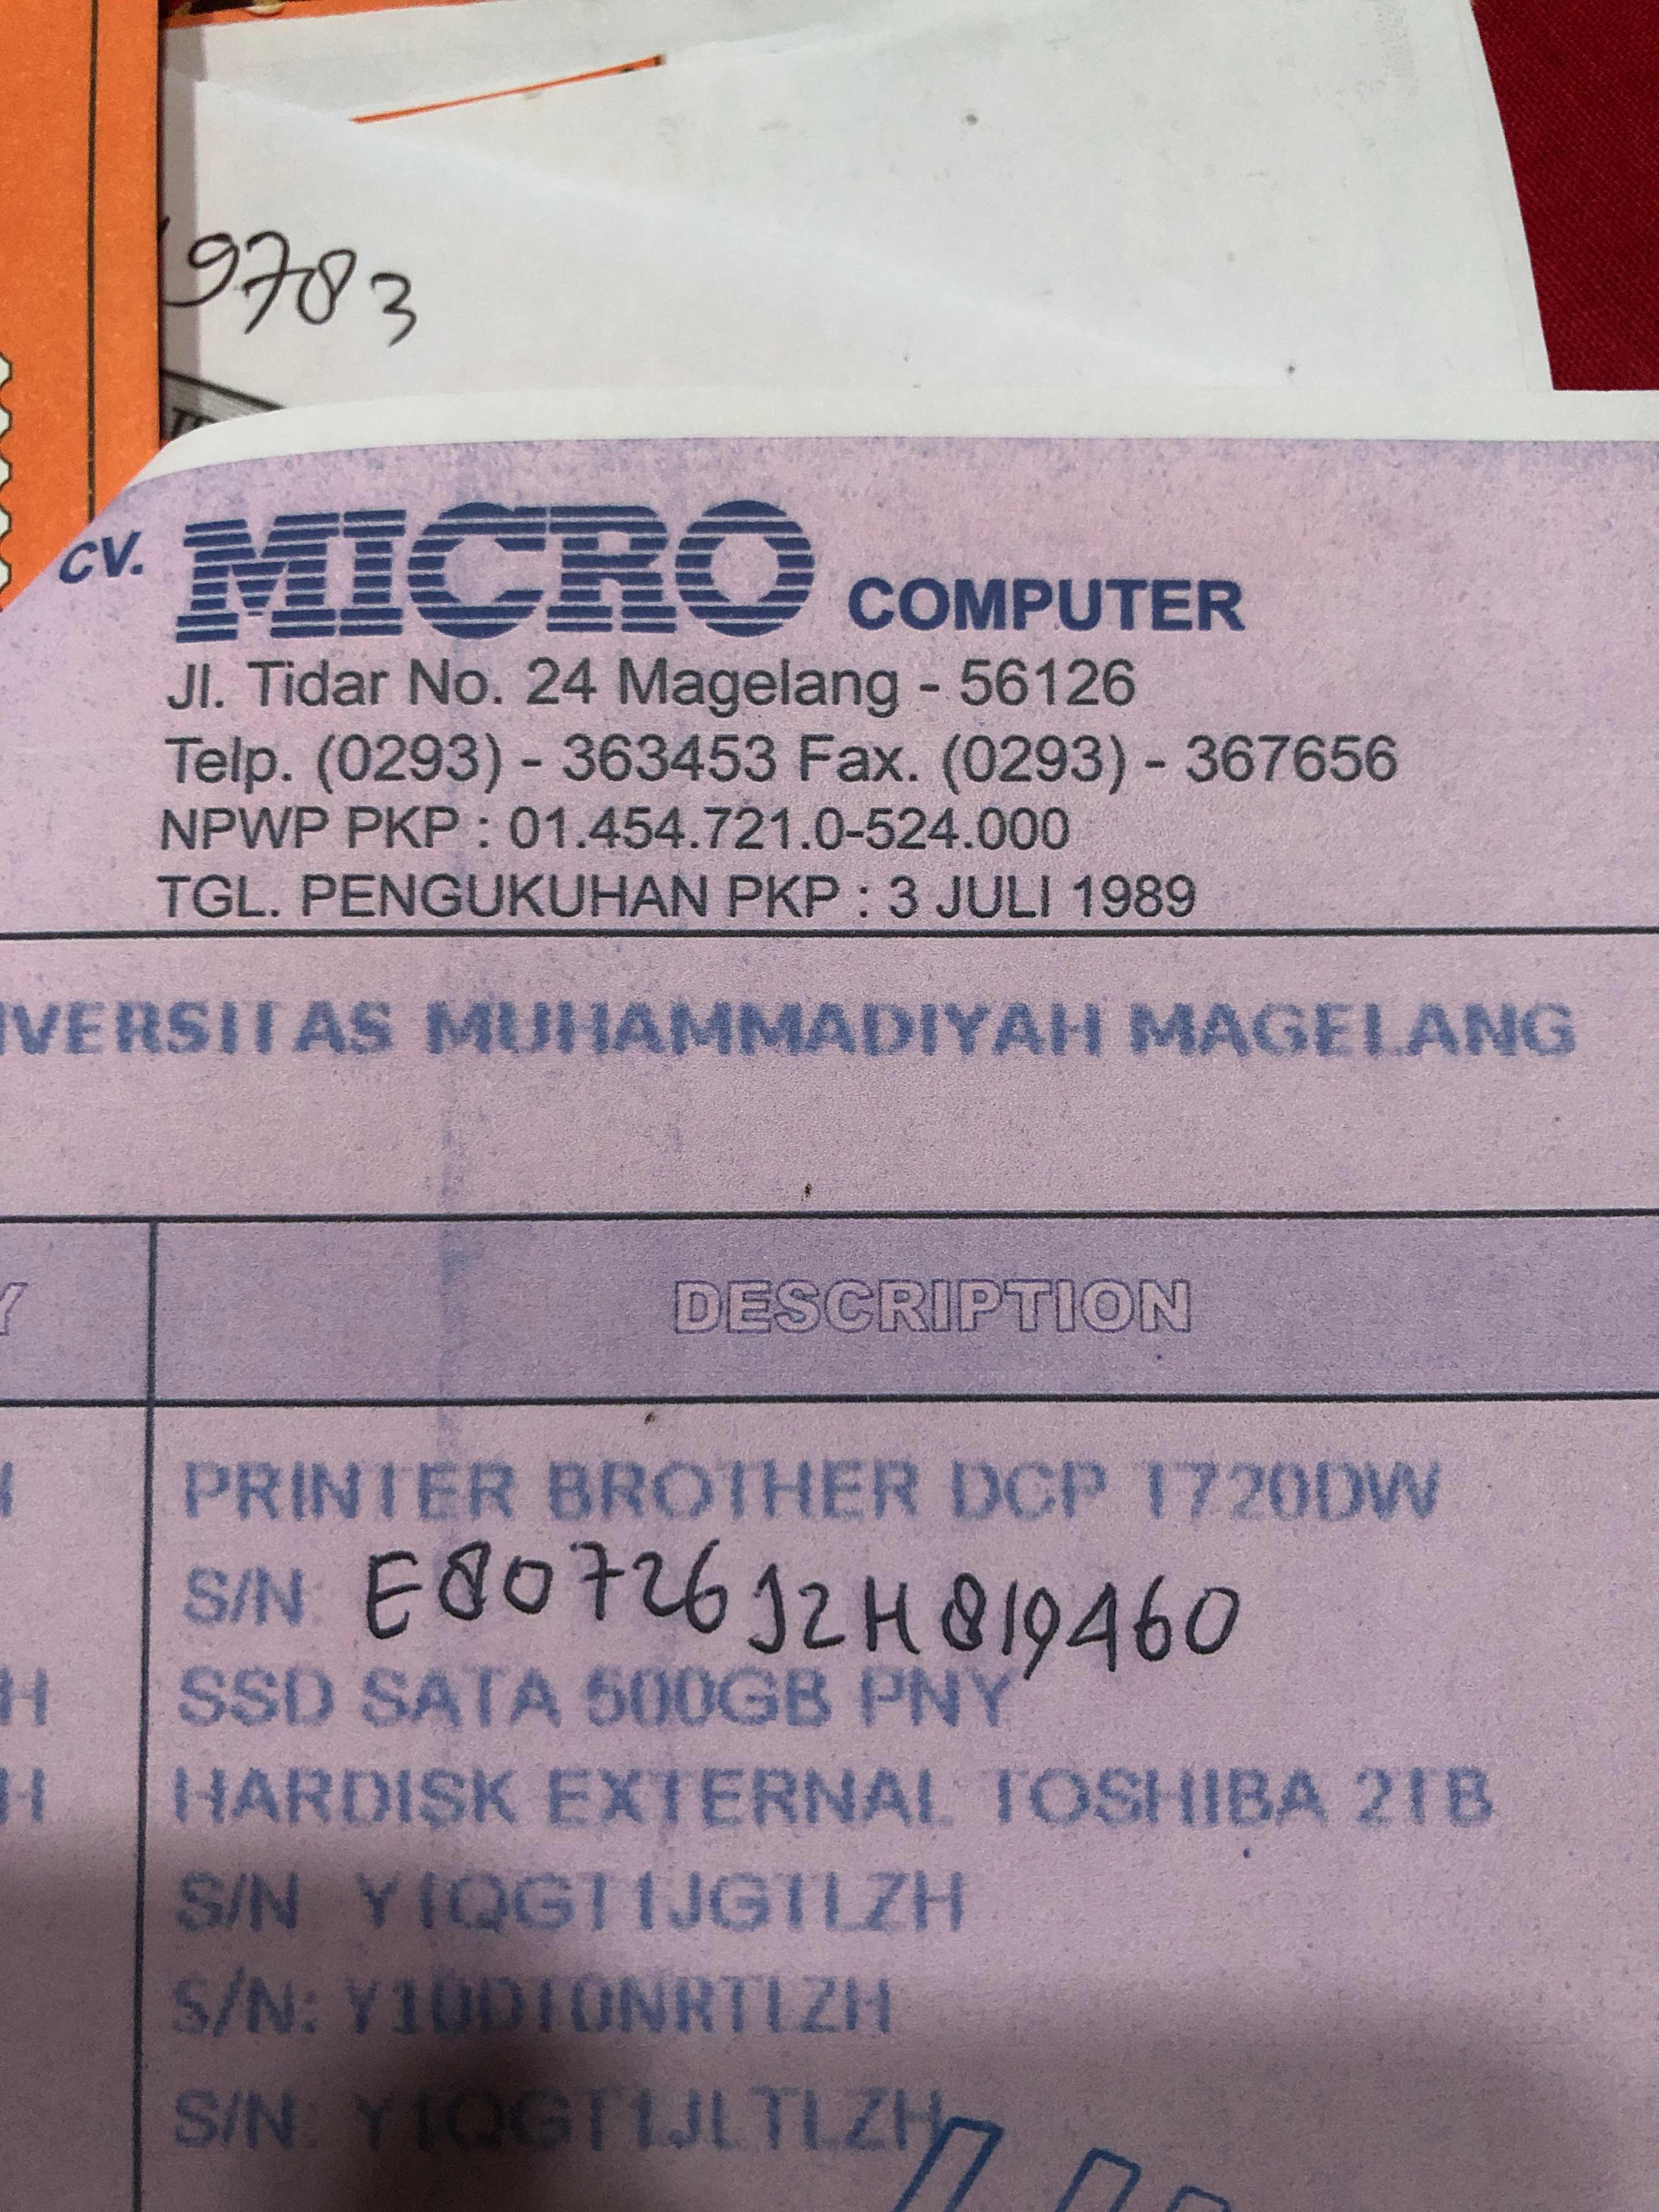 9783
CV. MICRO COMPUTER
Jl. Tidar No. 24 Magelang - 56126
Telp. (0293) - 363453 Fax. (0293) - 367656
NPWP PKP : 01.454.721.0-524.000
TGL. PENGUKUHAN PKP : 3 JULI 1989
IVERSITAS MUHAMMADIYAH MAGELANG
Y DESCRIPTION
PRINTER BROTHER DCP T720DW
S/N: E80726J2H819460
H SSD SATA 500GB PNY
H HARDISK EXTERNAL TOSHIBA 2TB
S/N Y1QGT1JGTLZH
S/N:
S/N: Y1QGT1JLTLZH